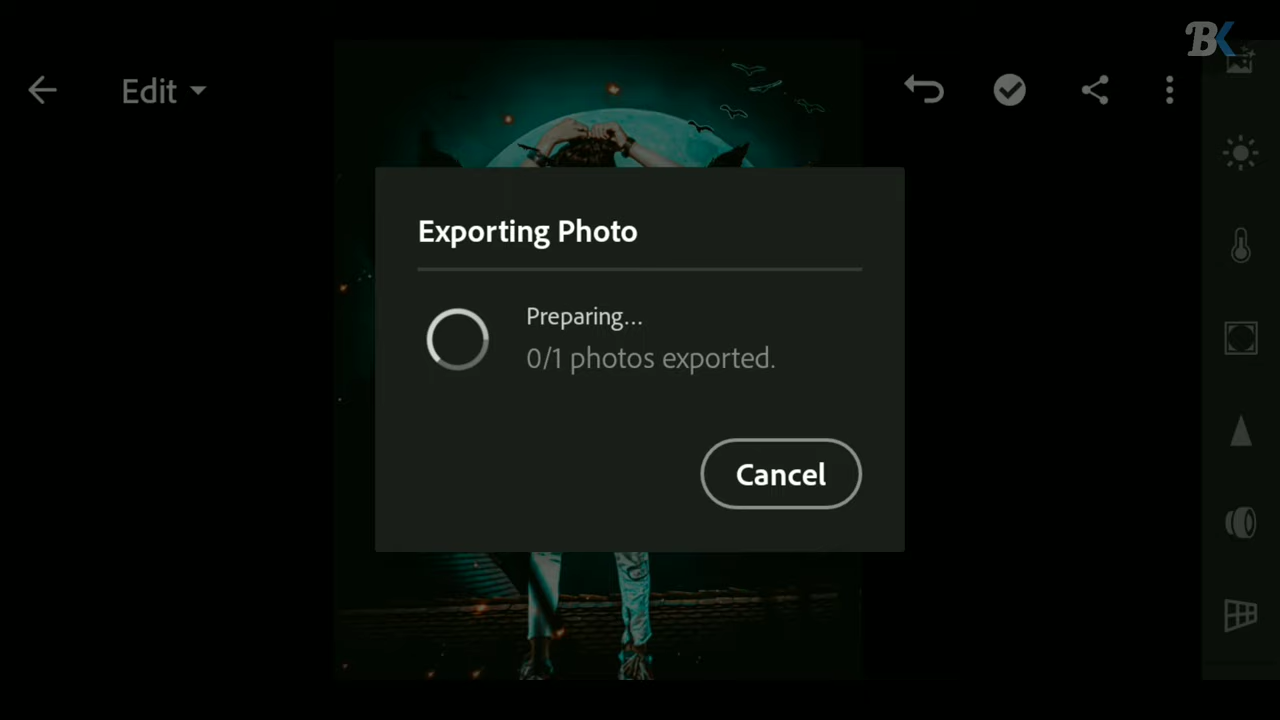 BK
Edit
Exporting Photo
Preparing...
0/1 photos exported.
Cancel